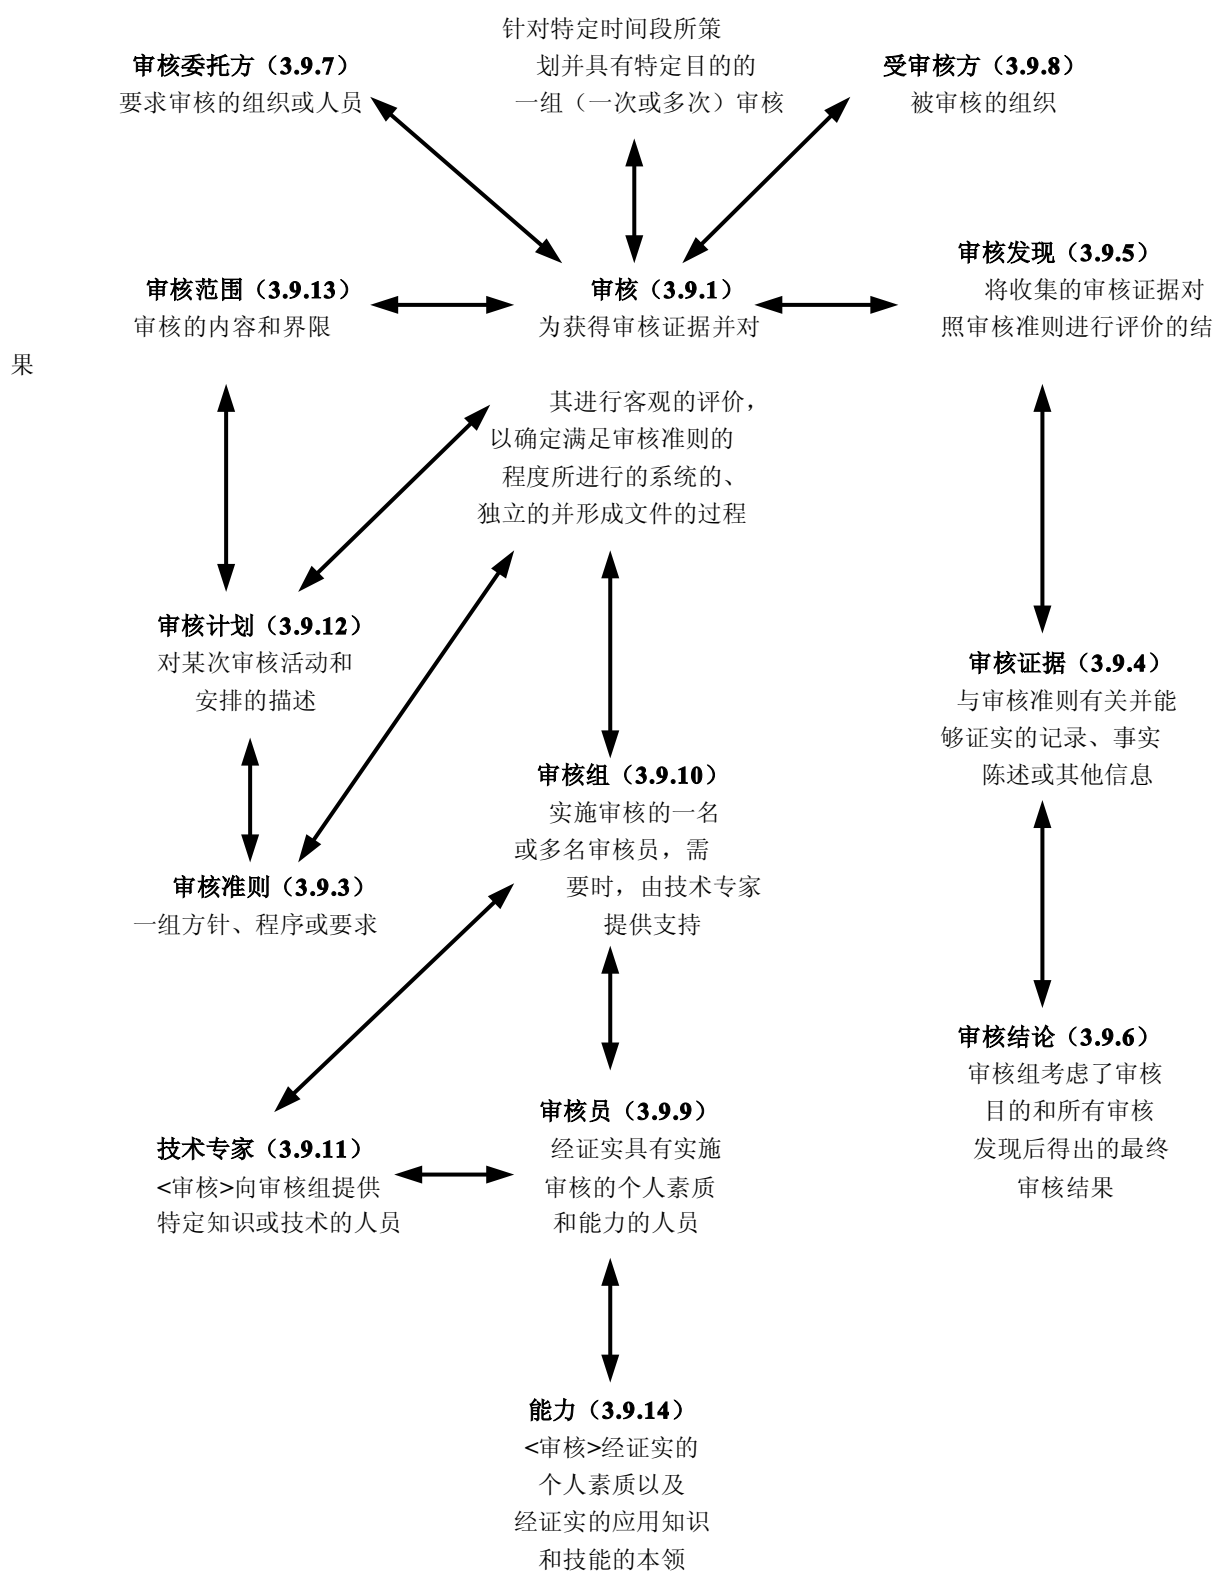 针对特定时间段所策
审核委托方（3.9.7）
划并具有特定目的的
受审核方（3.9.8）
要求审核的组织或人员
一组（一次或多次）审核
被审核的组织
审核发现（3.9.5）
审核范围（3.9.13）
审核（3.9.1）
将收集的审核证据对
审核的内容和界限
为获得审核证据并对
照审核准则进行评价的结
果
其进行客观的评价，
以确定满足审核准则的
程度所进行的系统的、
独立的并形成文件的过程
审核计划（3.9.12）
对某次审核活动和
安排的描述
审核证据（3.9.4）
与审核准则有关并能
够证实的记录、事实
陈述或其他信息
审核组（3.9.10）
实施审核的一名
或多名审核员，需
要时，由技术专家
提供支持
审核准则（3.9.3）
一组方针、程序或要求
审核结论（3.9.6）
审核组考虑了审核
目的和所有审核
发现后得出的最终
审核结果
审核员（3.9.9）
经证实具有实施
审核的个人素质
和能力的人员
技术专家（3.9.11）
<审核>向审核组提供
特定知识或技术的人员
能力（3.9.14）
<审核>经证实的
个人素质以及
经证实的应用知识
和技能的本领